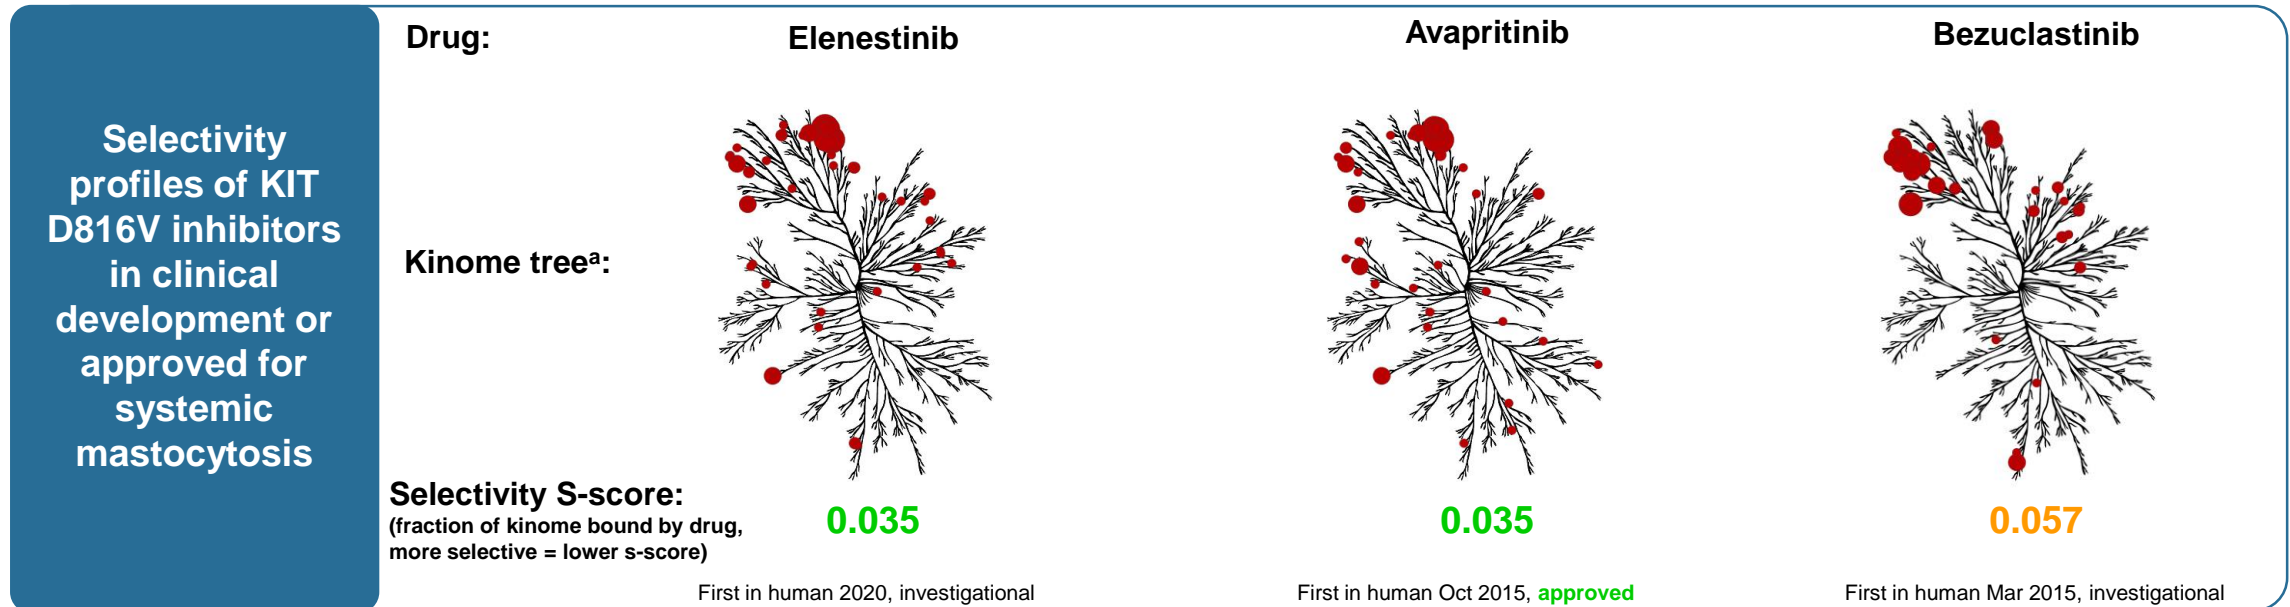 Selectivity
profiles of KIT
D816V inhibitors
in clinical
development or
approved for
systemic
mastocytosis
Drug:
Elenestinib
Avapritinib
Bezuclastinib
Kinome treeᵃ:
Selectivity S-score:
(fraction of kinome bound by drug,
more selective = lower s-score)
0.035
0.035
0.057
First in human 2020, investigational
First in human Oct 2015, approved
First in human Mar 2015, investigational